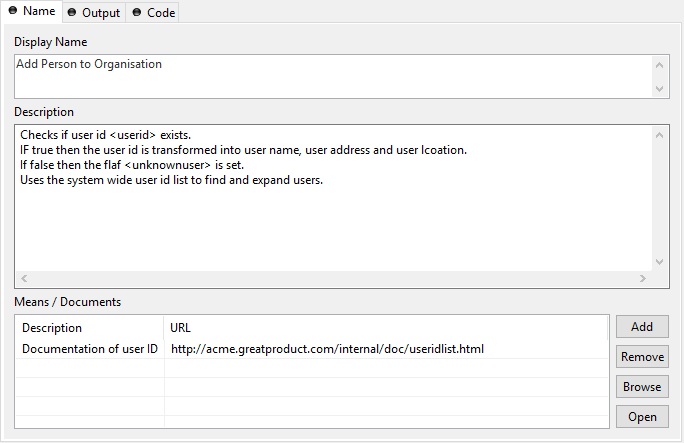 Name Output Code
Display Name
Add Person to Organisation
Description
Checks if user id <userid> exists.
IF true then the user id is transformed into user name, user address and user lcoation.
If false then the flaf <unknownuser> is set.
Uses the system wide user id list to find and expand users.
Means / Documents
Description URL
Documentation of user ID http://acme.greatproduct.com/internal/doc/useridlist.html
Add
Remove
Browse
Open